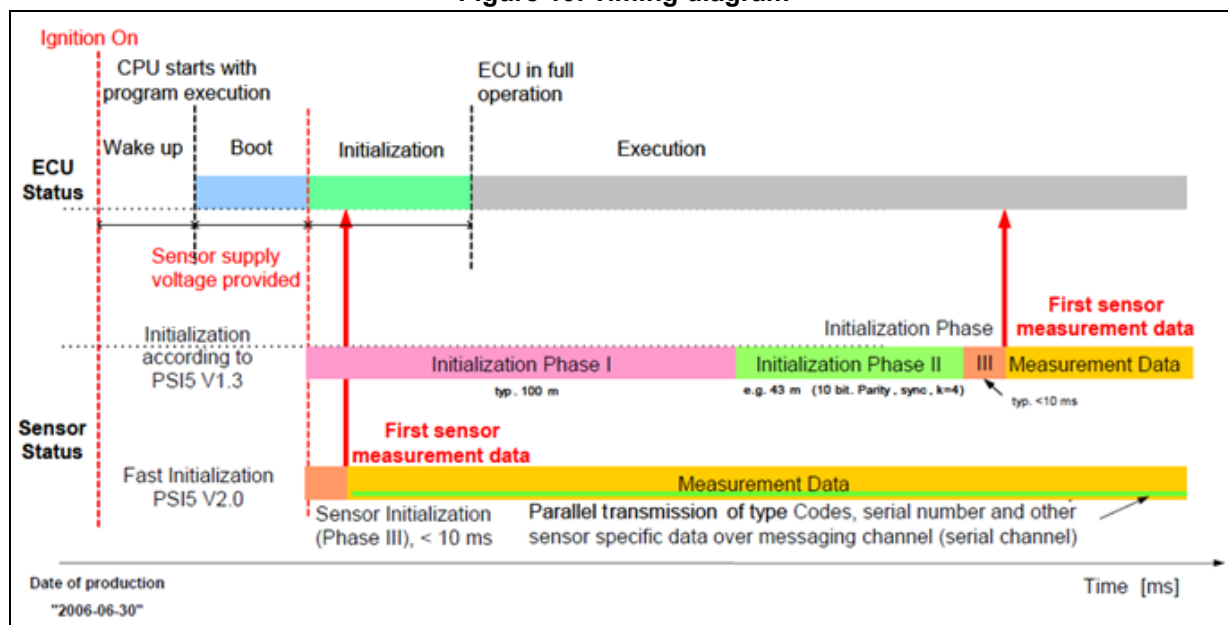 Ignition On
CPU starts with
program execution
ECU in full
operation
Wake up
Boot
Initialization
Execution
ECU
Status
Sensor supply
voltage provided
First sensor
measurement data
Initialization
according to
PSI5 V1.3
Initialization Phase
Initialization Phase I
Initialization Phase II
III
Measurement Data
typ. 100 m
e.g. 43 m (10 bit. Parity, sync, k=4)
typ. <10 ms
Sensor
Status
First sensor
measurement data
Fast Initialization
PSI5 V2.0
Measurement Data
Sensor Initialization
(Phase III), < 10 ms
Parallel transmission of type Codes, serial number and other
sensor specific data over messaging channel (serial channel)
Date of production
"2006-06-30"
Time [ms]